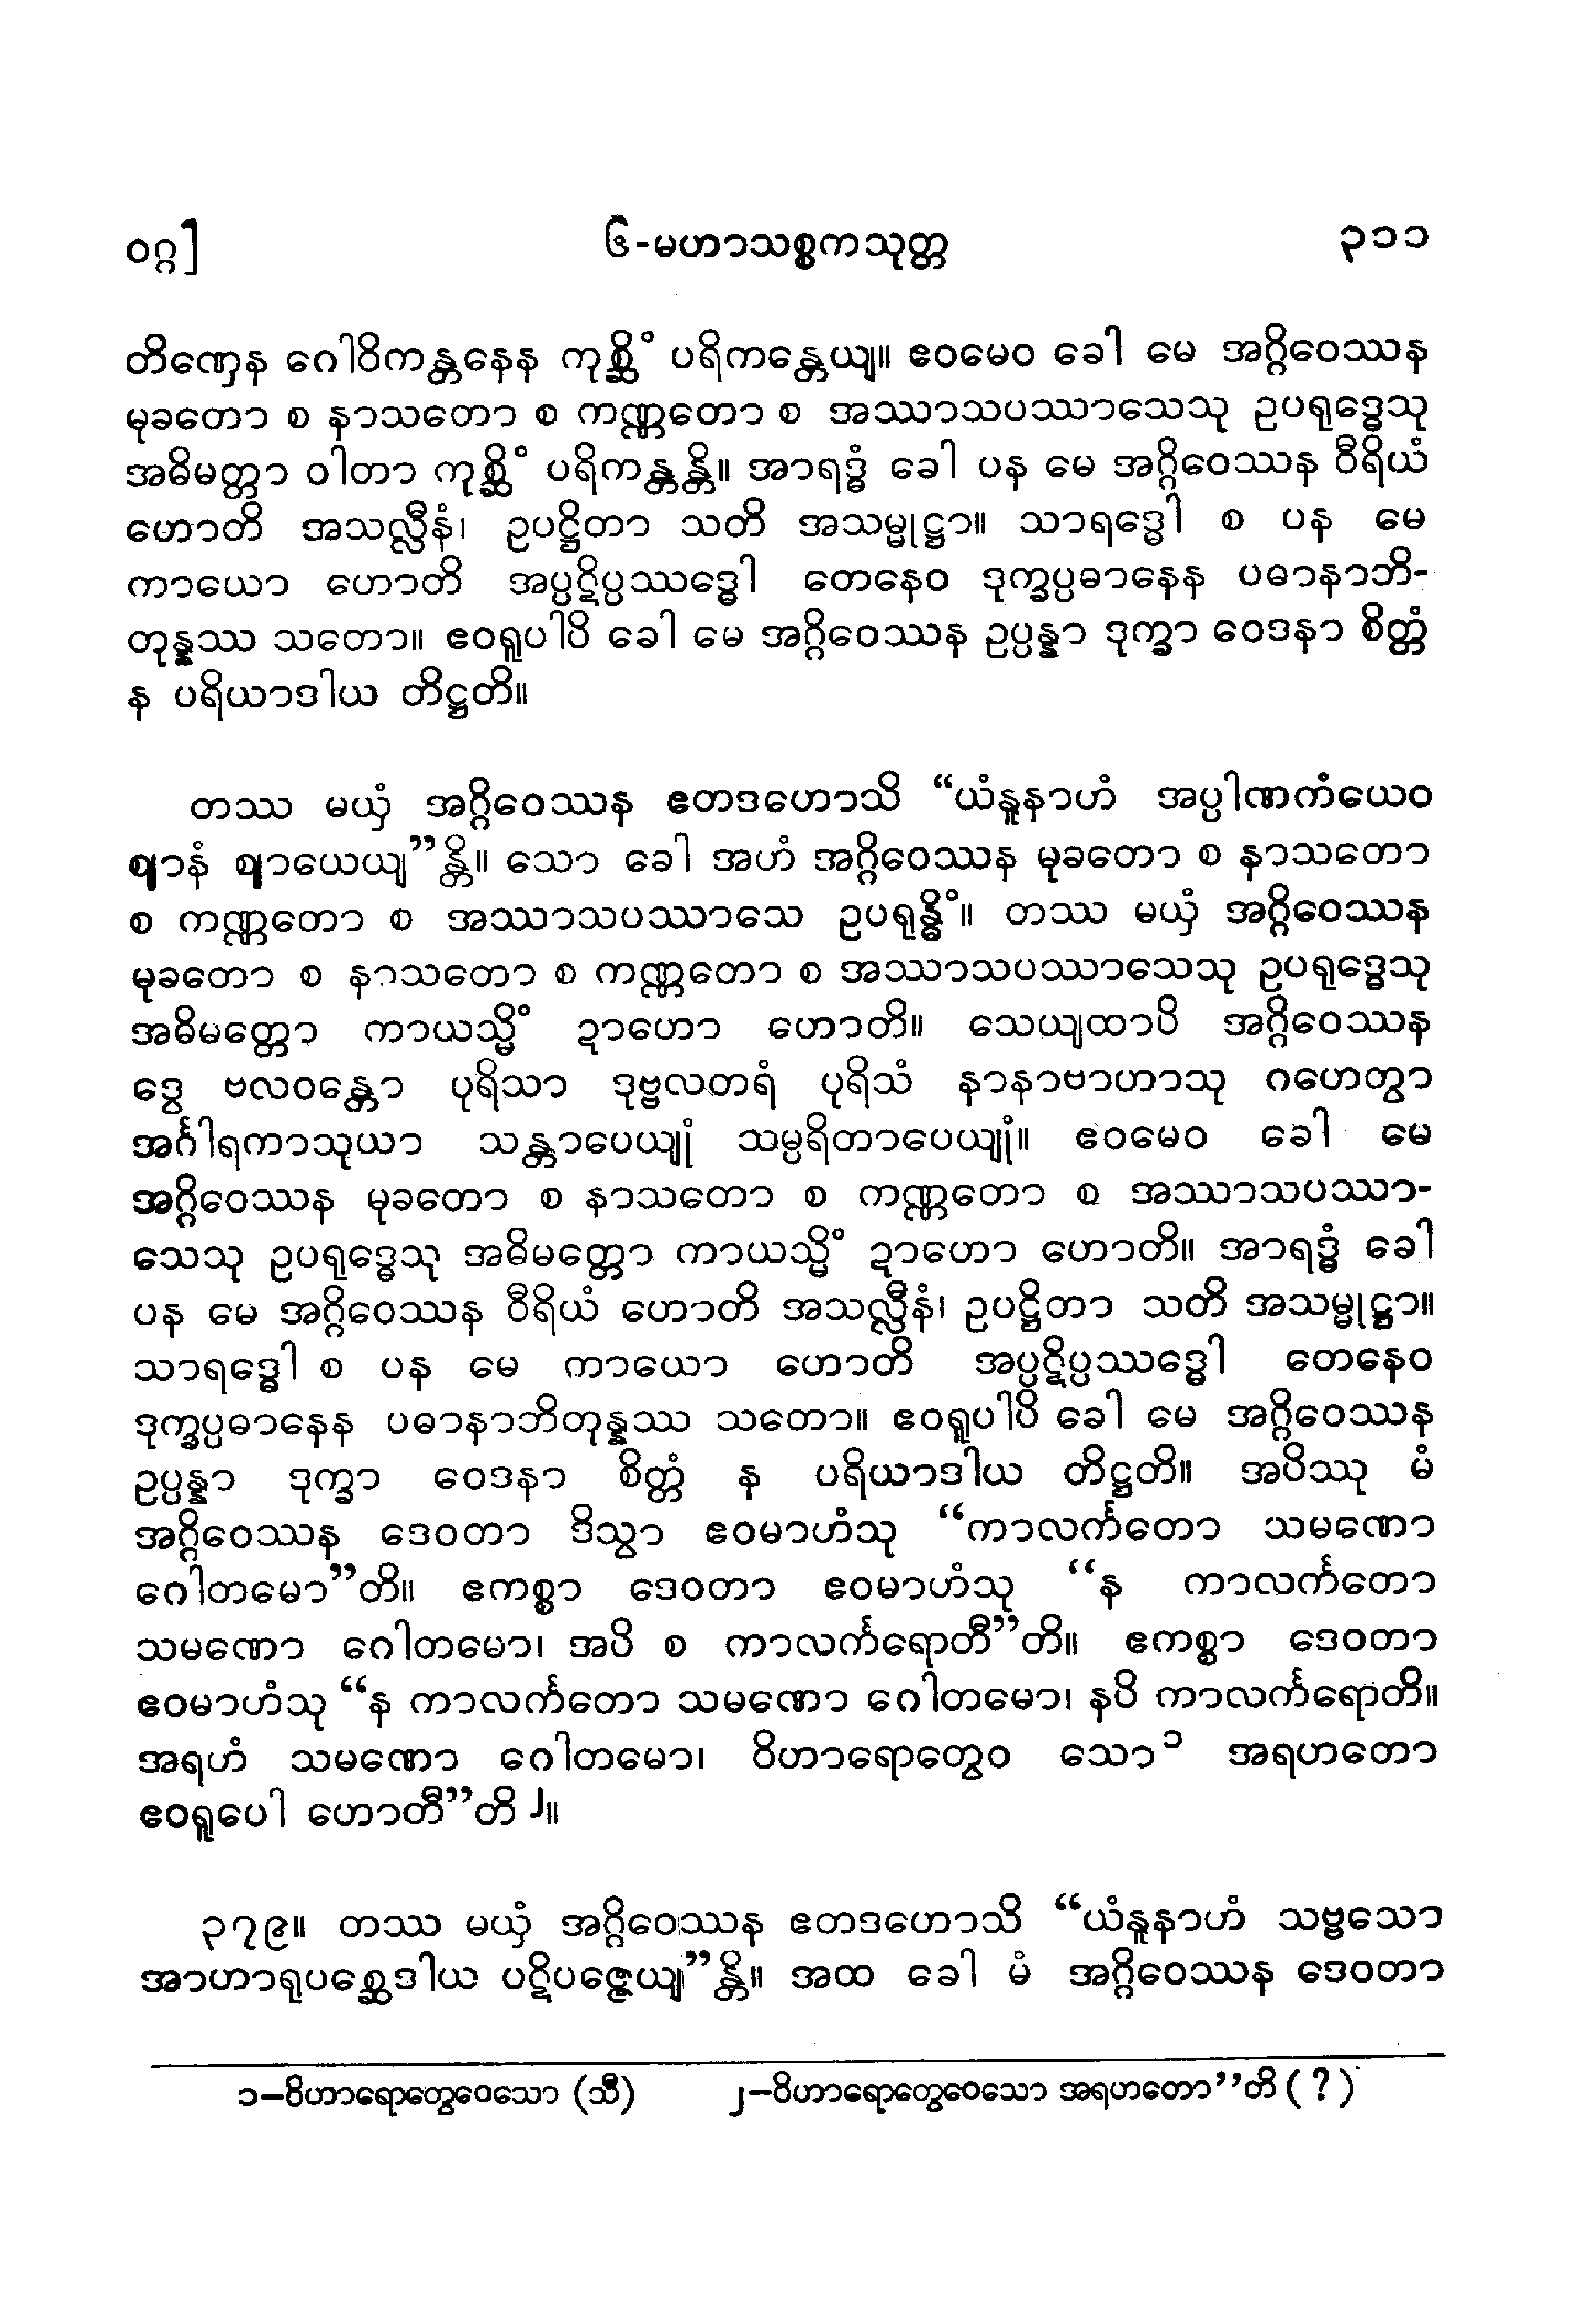 ဝဂ္ဂ]
၆-မဟာသစ္စကသုတ္တ
၃၁၁
တိဏှေန ဂေါဝိကန္တနေန ကုစ္ဆိံ ပရိကန္တေယျ။ ဧဝမေဝ ခေါ မေ အဂ္ဂိဝေဿန
မုခတော စ နာသတော စ ကဏ္ဏတော စ အဿာသပဿာသေသု ဥပရုဒ္ဓေသု
အဓိမတ္တာ ဝါတာ ကုစ္ဆိံ ပရိကန္တန္တိ။ အာရဒ္ဓံ ခေါ ပန မေ အဂ္ဂိဝေဿန ဝီရိယံ
ဟောတိ အသလ္လီနံ၊ ဥပဋ္ဌိတာ သတိ အသမ္မုဋ္ဌာ။ သာရဒ္ဓေါ စ ပန မေ
ကာယော ဟောတိ အပ္ပဋိပ္ပဿဒ္ဓေါ တေနေဝ ဒုက္ခပ္ပဓာနေန ပဓာနာဘိ-
တုန္နဿ သတော။ ဧဝရူပါပိ ခေါ မေ အဂ္ဂိဝေဿန ဥပ္ပန္နာ ဒုက္ခာ ဝေဒနာ စိတ္တံ
န ပရိယာဒါယ တိဋ္ဌတိ။
တဿ မယှံ အဂ္ဂိဝေဿန ဧတဒဟောသိ “ယံနူနာဟံ အပ္ပါဏကံယေဝ
ဈာနံ ဈာယေယျ”န္တိ။ သော ခေါ အဟံ အဂ္ဂိဝေဿန မုခတော စ နာသတော
စ ကဏ္ဏတော စ အဿာသပဿာသေ ဥပရုန္ဓိံ။ တဿ မယှံ အဂ္ဂိဝေဿန
မုခတော စ နာသတော စ ကဏ္ဏတော စ အဿာသပဿာသေသု ဥပရုဒ္ဓေသု
အဓိမတ္တော ကာယသ္မိံ ဍာဟော ဟောတိ။ သေယျထာပိ အဂ္ဂိဝေဿန
ဒွေ ဗလဝန္တော ပုရိသာ ဒုဗ္ဗလတရံ ပုရိသံ နာနာဗာဟာသု ဂဟေတွာ
အင်္ဂါရကာသုယာ သန္တာပေယျုံ သမ္ပရိတာပေယျုံ။ ဧဝမေဝ ခေါ မေ
အဂ္ဂိဝေဿန မုခတော စ နာသတော စ ကဏ္ဏတော စ အဿာသပဿာ-
သေသု ဥပရုဒ္ဓေသု အဓိမတ္တော ကာယသ္မိံ ဍာဟော ဟောတိ။ အာရဒ္ဓံ ခေါ
ပန မေ အဂ္ဂိဝေဿန ဝီရိယံ ဟောတိ အသလ္လီနံ၊ ဥပဋ္ဌိတာ သတိ အသမ္မုဋ္ဌာ။
သာရဒ္ဓေါ စ ပန မေ ကာယော ဟောတိ အပ္ပဋိပ္ပဿဒ္ဓေါ တေနေဝ
ဒုက္ခပ္ပဓာနေန ပဓာနာဘိတုန္နဿ သတော။ ဧဝရူပါပိ ခေါ မေ အဂ္ဂိဝေဿန
ဥပ္ပန္နာ ဒုက္ခာ ဝေဒနာ စိတ္တံ န ပရိယာဒါယ တိဋ္ဌတိ။ အပိဿု မံ
အဂ္ဂိဝေဿန ဒေဝတာ ဒိသွာ ဧဝမာဟံသု “ကာလင်္ကတော သမဏော
ဂေါတမော”တိ။ ဧကစ္စာ ဒေဝတာ ဧဝမာဟံသု “န ကာလင်္ကတော
သမဏော ဂေါတမော၊ အပိ စ ကာလင်္ကရောတီ”တိ။ ဧကစ္စာ ဒေဝတာ
ဧဝမာဟံသု “န ကာလင်္ကတော သမဏော ဂေါတမော၊ နပိ ကာလင်္ကရောတိ။
အရဟံ သမဏော ဂေါတမော၊ ဝိဟာရောတွေဝ သော၁ အရဟတော
ဧဝရူပေါ ဟောတီ”တိ၂။
၃၇၉။ တဿ မယှံ အဂ္ဂိဝေဿန ဧတဒဟောသိ “ယံနူနာဟံ သဗ္ဗသော
အာဟာရုပစ္ဆေဒါယ ပဋိပဇ္ဇေယျ”န္တိ။ အထ ခေါ မံ အဂ္ဂိဝေဿန ဒေဝတာ
၁-ဝိဟာရောတွေဝေသော (သီ) ၂-ဝိဟာရောတွေဝေသော အရဟတော”တိ (?)